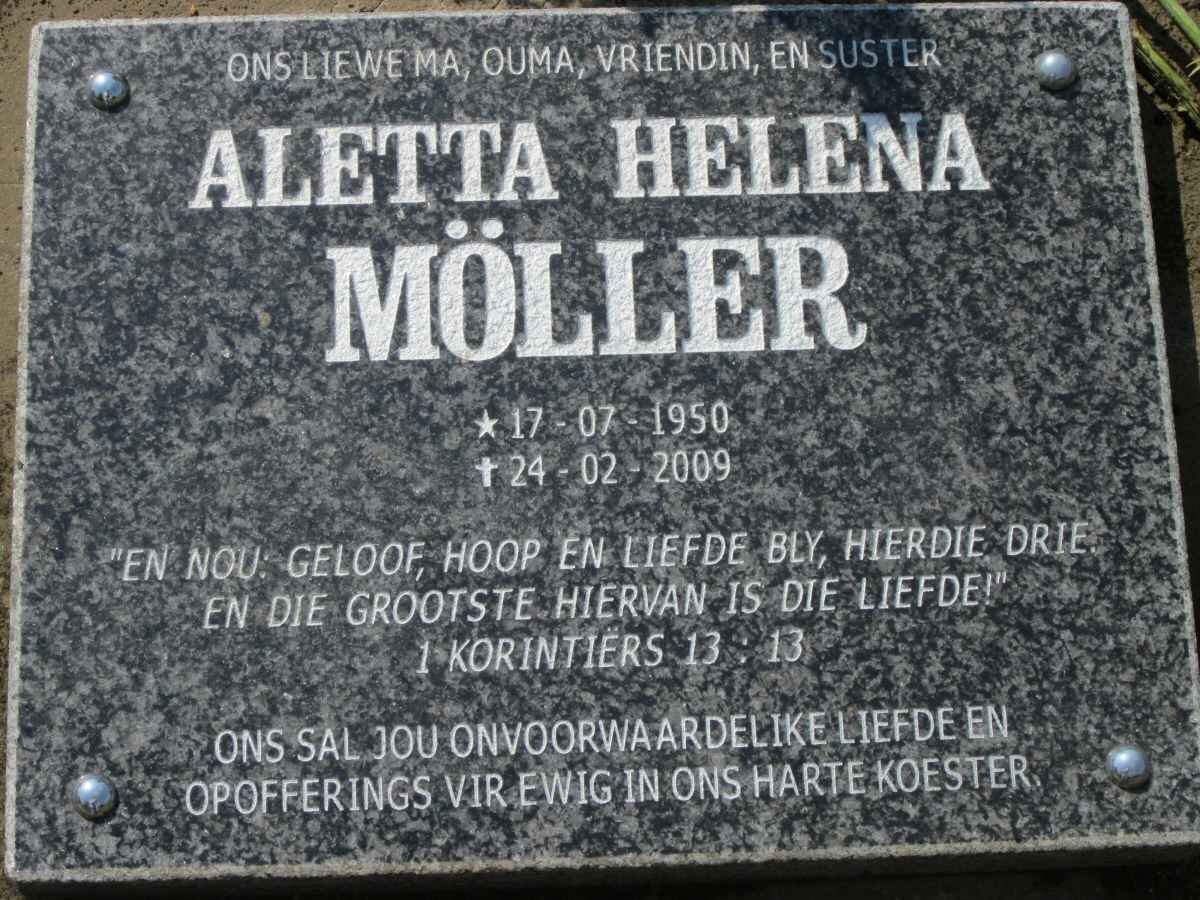 ONS LIEWE MA, OUMA, VRIENDIN, EN SUSTER
ALETTA HELENA
MÖLLER
★ 17 - 07 - 1950
✝ 24 - 02 - 2009
"EN NOU: GELOOF, HOOP EN LIEFDE BLY, HIERDIE DRIE.
EN DIE GROOTSTE HIERVAN IS DIE LIEFDE!"
1 KORINTIËRS 13 : 13
ONS SAL JOU ONVOORWAARDELIKE LIEFDE EN
OPOFFERINGS VIR EWIG IN ONS HARTE KOESTER.